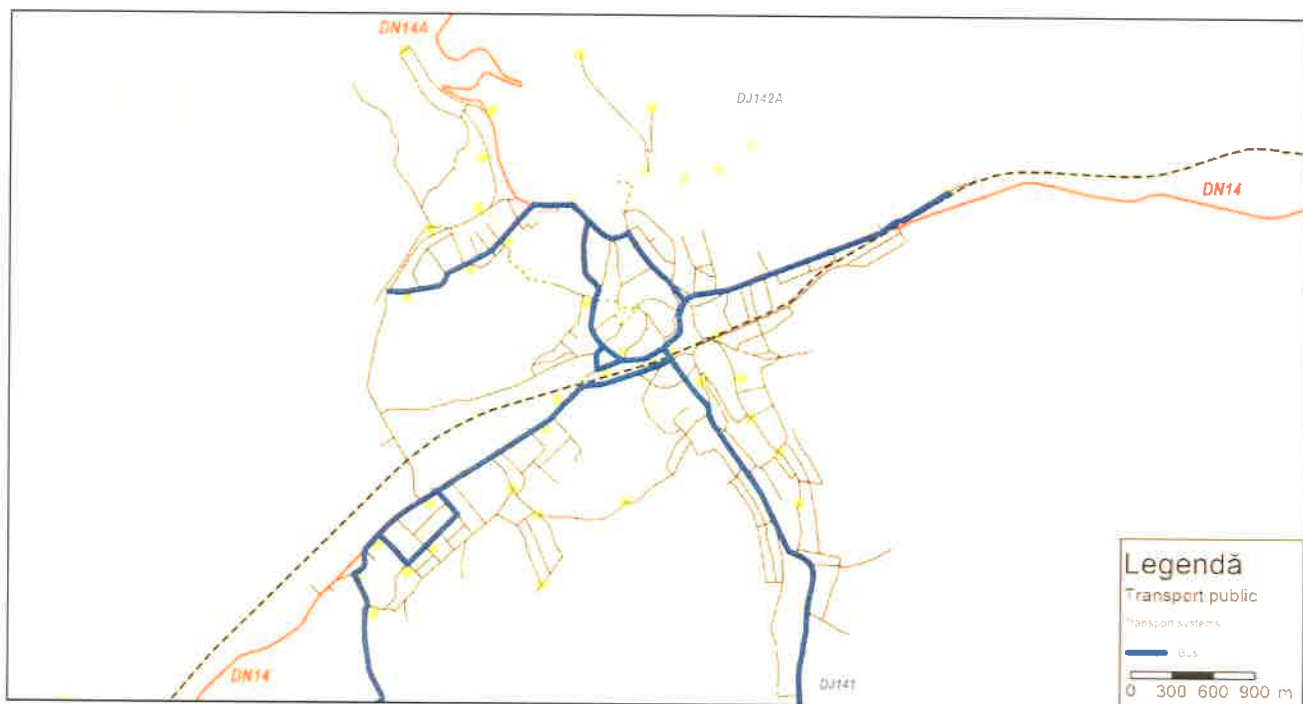 DN14A
DJ142A
DN14
DN14
DJ141
Legendă
Transport public
Transport systems
Bus
0 300 600 900 m